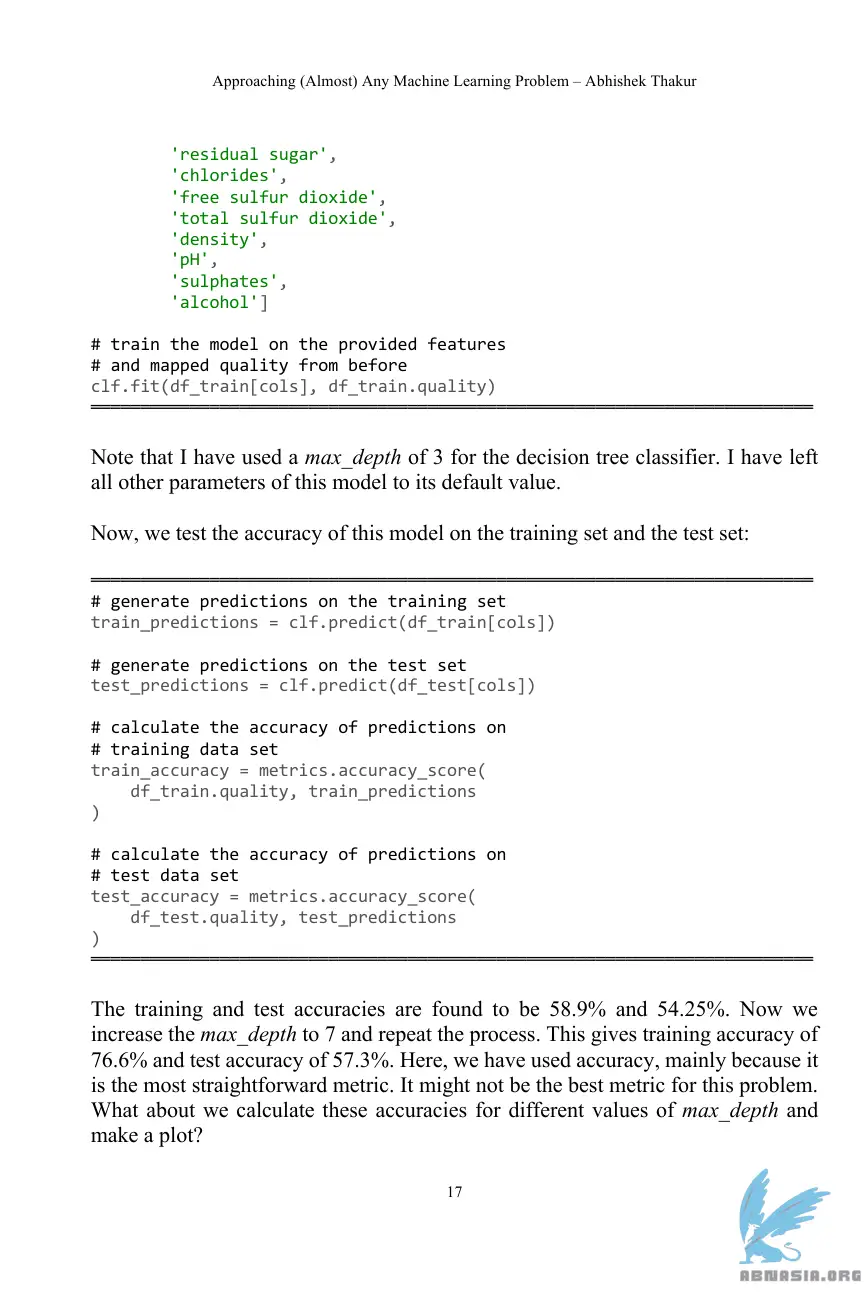 Approaching (Almost) Any Machine Learning Problem – Abhishek Thakur
'residual sugar',
'chlorides',
'free sulfur dioxide',
'total sulfur dioxide',
'density',
'pH',
'sulphates',
'alcohol']
# train the model on the provided features
# and mapped quality from before
clf.fit(df_train[cols], df_train.quality)
Note that I have used a max_depth of 3 for the decision tree classifier. I have left
all other parameters of this model to its default value.
Now, we test the accuracy of this model on the training set and the test set:
# generate predictions on the training set
train_predictions = clf.predict(df_train[cols])
# generate predictions on the test set
test_predictions = clf.predict(df_test[cols])
# calculate the accuracy of predictions on
# training data set
train_accuracy = metrics.accuracy_score(
df_train.quality, train_predictions
)
# calculate the accuracy of predictions on
# test data set
test_accuracy = metrics.accuracy_score(
df_test.quality, test_predictions
)
The training and test accuracies are found to be 58.9% and 54.25%. Now we
increase the max_depth to 7 and repeat the process. This gives training accuracy of
76.6% and test accuracy of 57.3%. Here, we have used accuracy, mainly because it
is the most straightforward metric. It might not be the best metric for this problem.
What about we calculate these accuracies for different values of max_depth and
make a plot?
17
ABNASIA.ORG